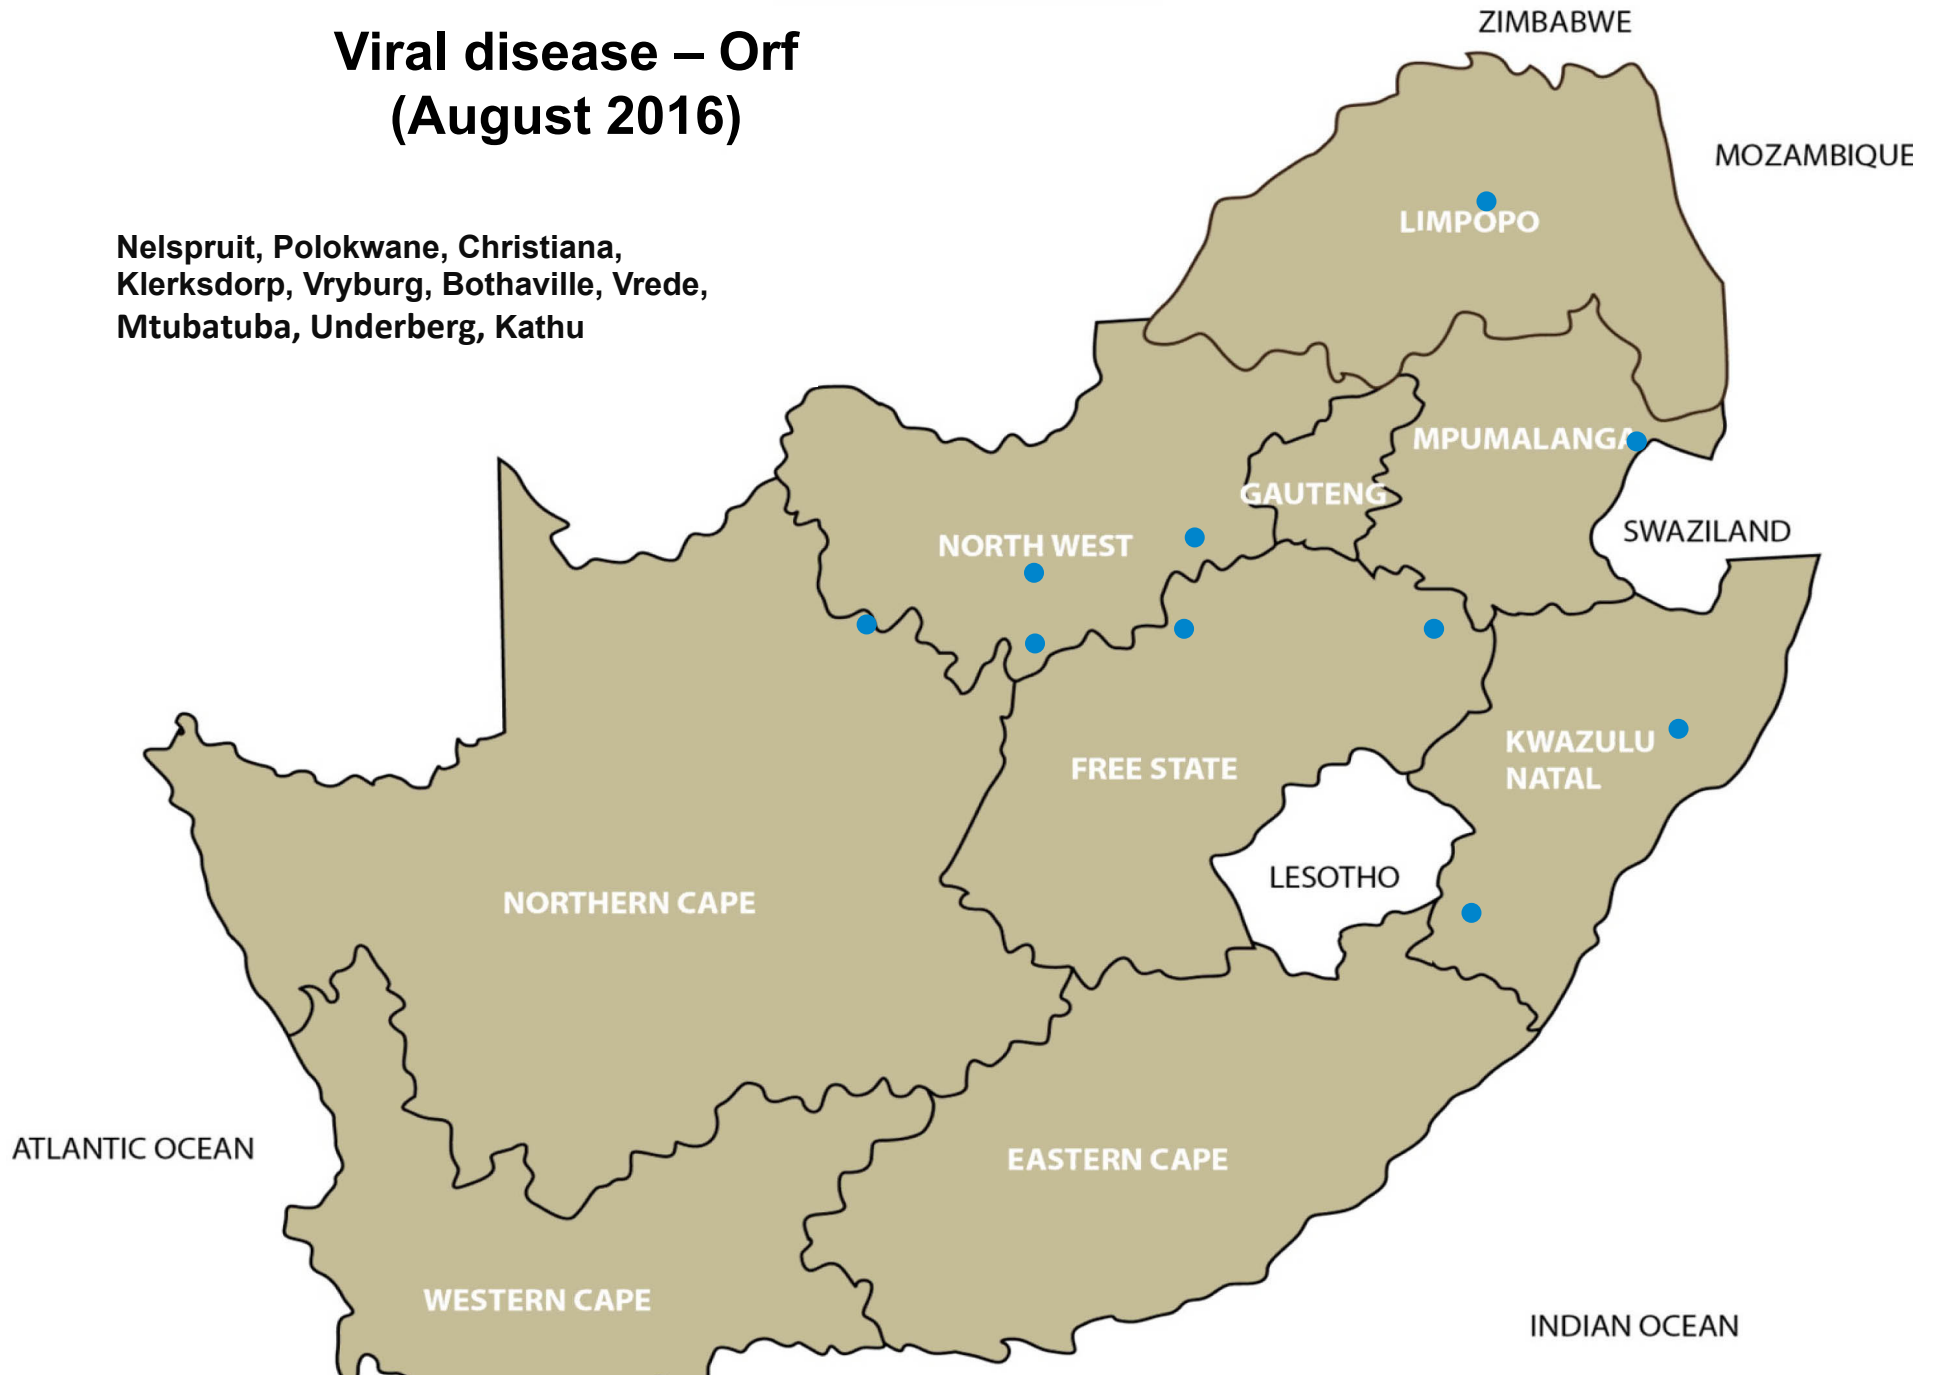 Viral disease – Orf
(August 2016)
Nelspruit, Polokwane, Christiana,
Klerksdorp, Vryburg, Bothaville, Vrede,
Mtubatuba, Underberg, Kathu
ZIMBABWE
MOZAMBIQUE
LIMPOPO
MPUMALANGA
GAUTENG
SWAZILAND
NORTH WEST
KWAZULU
NATAL
FREE STATE
LESOTHO
NORTHERN CAPE
ATLANTIC OCEAN
EASTERN CAPE
WESTERN CAPE
INDIAN OCEAN